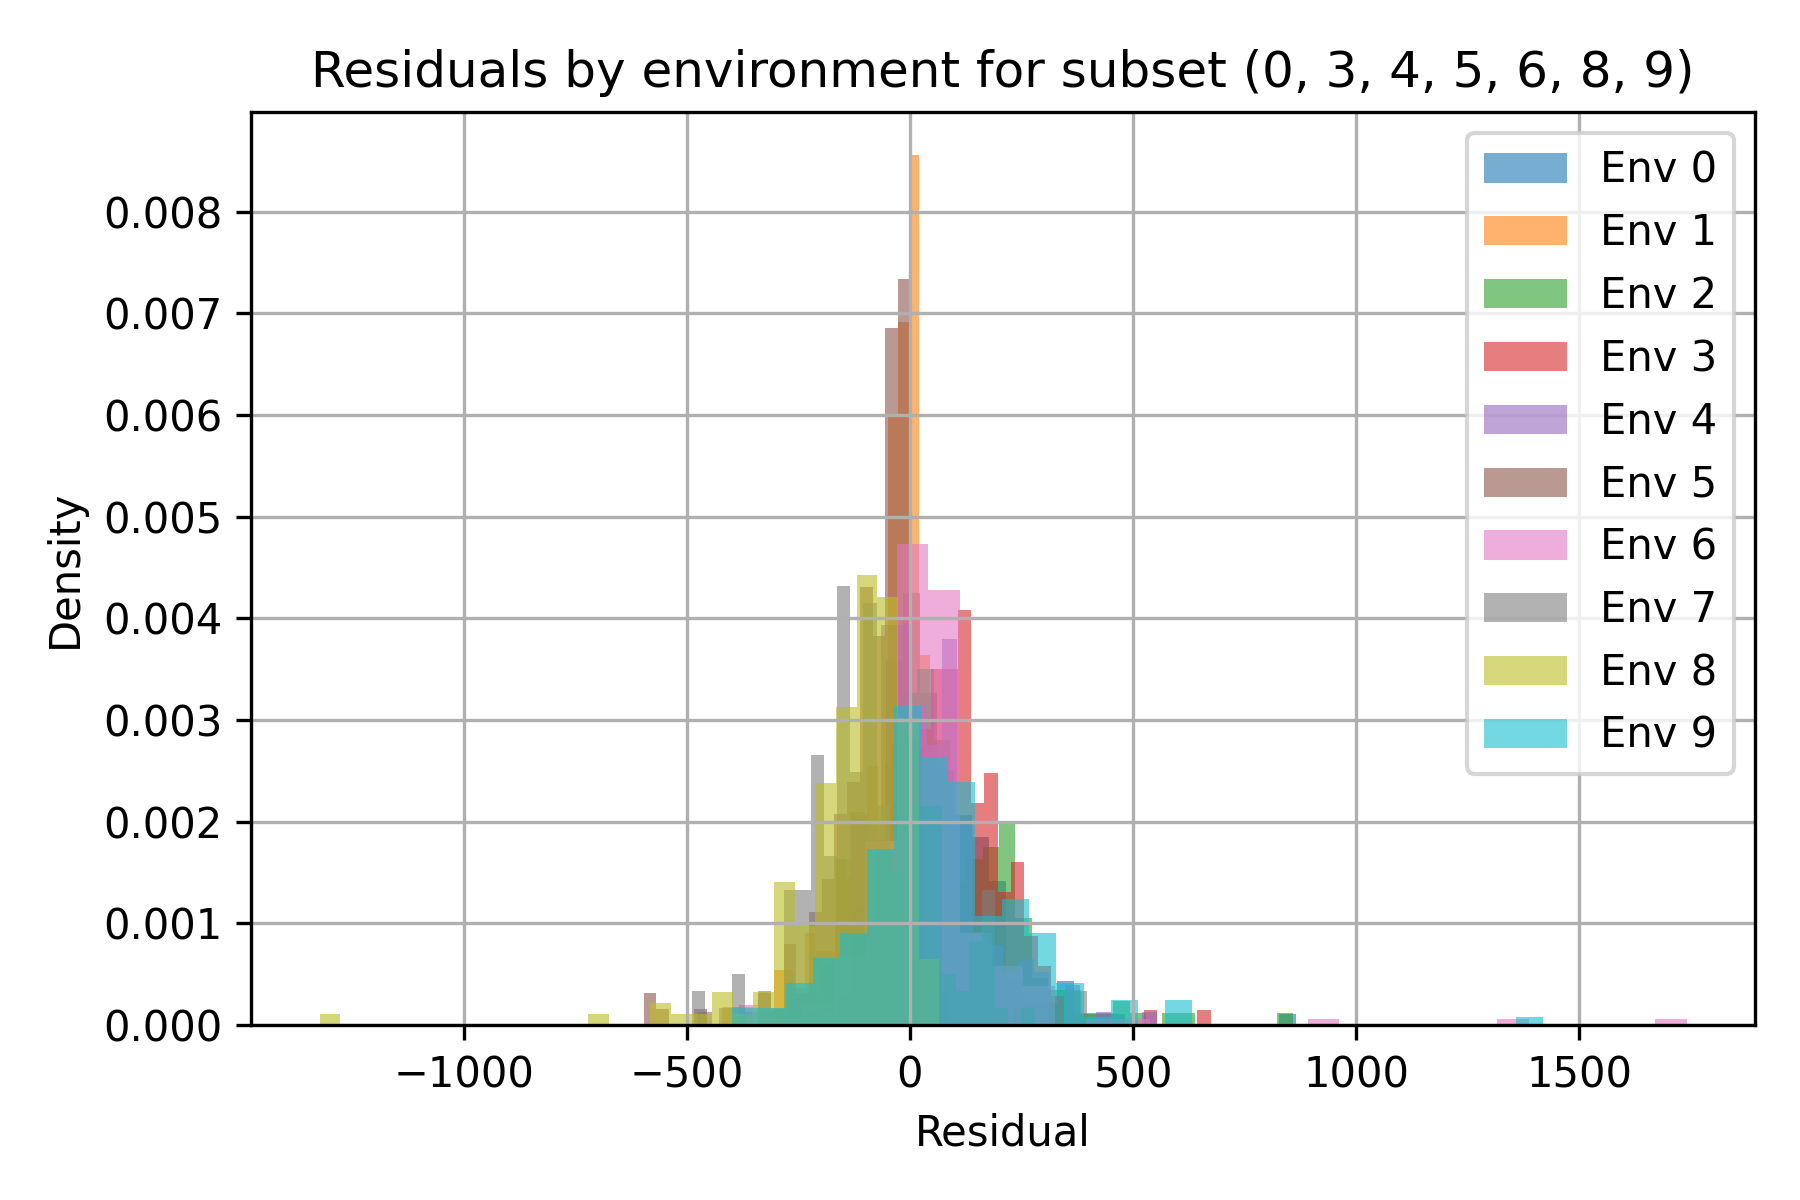 Residuals by environment for subset (0, 3, 4, 5, 6, 8, 9)
Env 0
Env 1
Env 2
Env 3
Env 4
Env 5
Env 6
Env 7
Env 8
Env 9
Density
0.008
0.007
0.006
0.005
0.004
0.003
0.002
0.001
0.000
−1000
−500
0
500
1000
1500
Residual